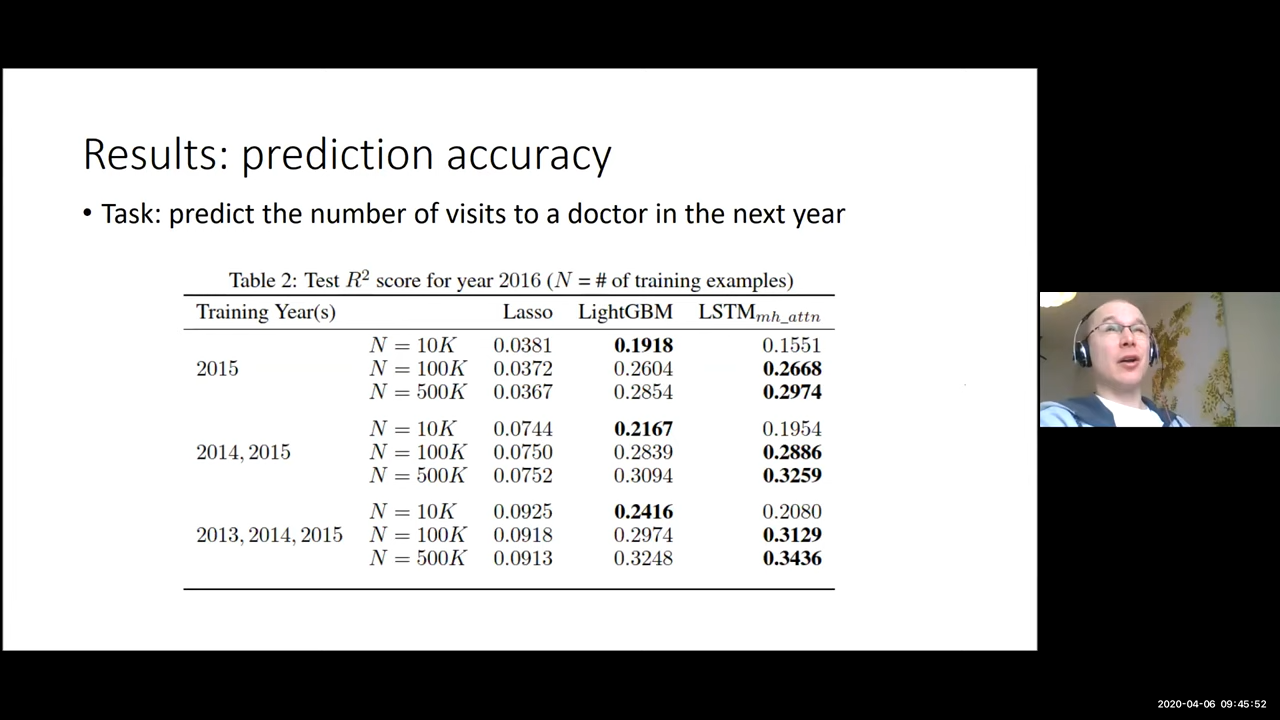 Results: prediction accuracy
• Task: predict the number of visits to a doctor in the next year
Table 2: Test R² score for year 2016 (N = # of training examples)
Training Year(s) Lasso LightGBM LSTM_mh_attn
N = 10K 0.0381 0.1918 0.1551
2015 N = 100K 0.0372 0.2604 0.2668
N = 500K 0.0367 0.2854 0.2974
N = 10K 0.0744 0.2167 0.1954
2014, 2015 N = 100K 0.0750 0.2839 0.2886
N = 500K 0.0752 0.3094 0.3259
N = 10K 0.0925 0.2416 0.2080
2013, 2014, 2015 N = 100K 0.0918 0.2974 0.3129
N = 500K 0.0913 0.3248 0.3436
2020-04-06 09:45:52